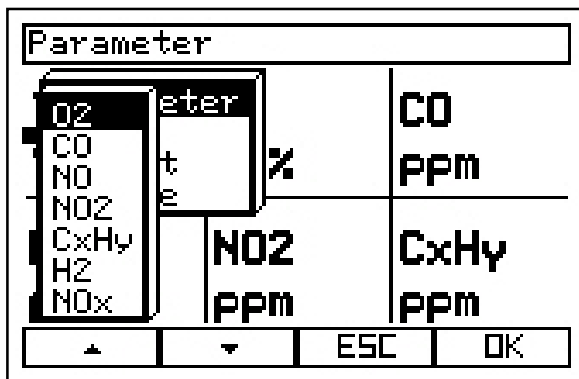 Parameter
O2
CO
NO
NO2
CxHy
H2
NOx
eter
t
e
%
CO
ppm
NO2
ppm
CxHy
ppm
ESC
OK